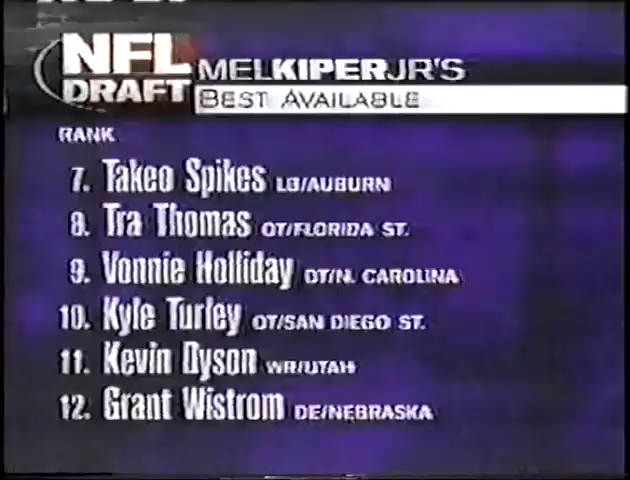 NFL DRAFT
MELKIPERJR'S
BEST AVAILABLE
RANK
7. Takeo Spikes LB/AUBURN
8. Tra Thomas OT/FLORIDA ST.
9. Vonnie Holliday OT/N. CAROLINA
10. Kyle Turley OT/SAN DIEGO ST.
11. Kevin Dyson WR/UTAH
12. Grant Wistrom DE/NEBRASKA